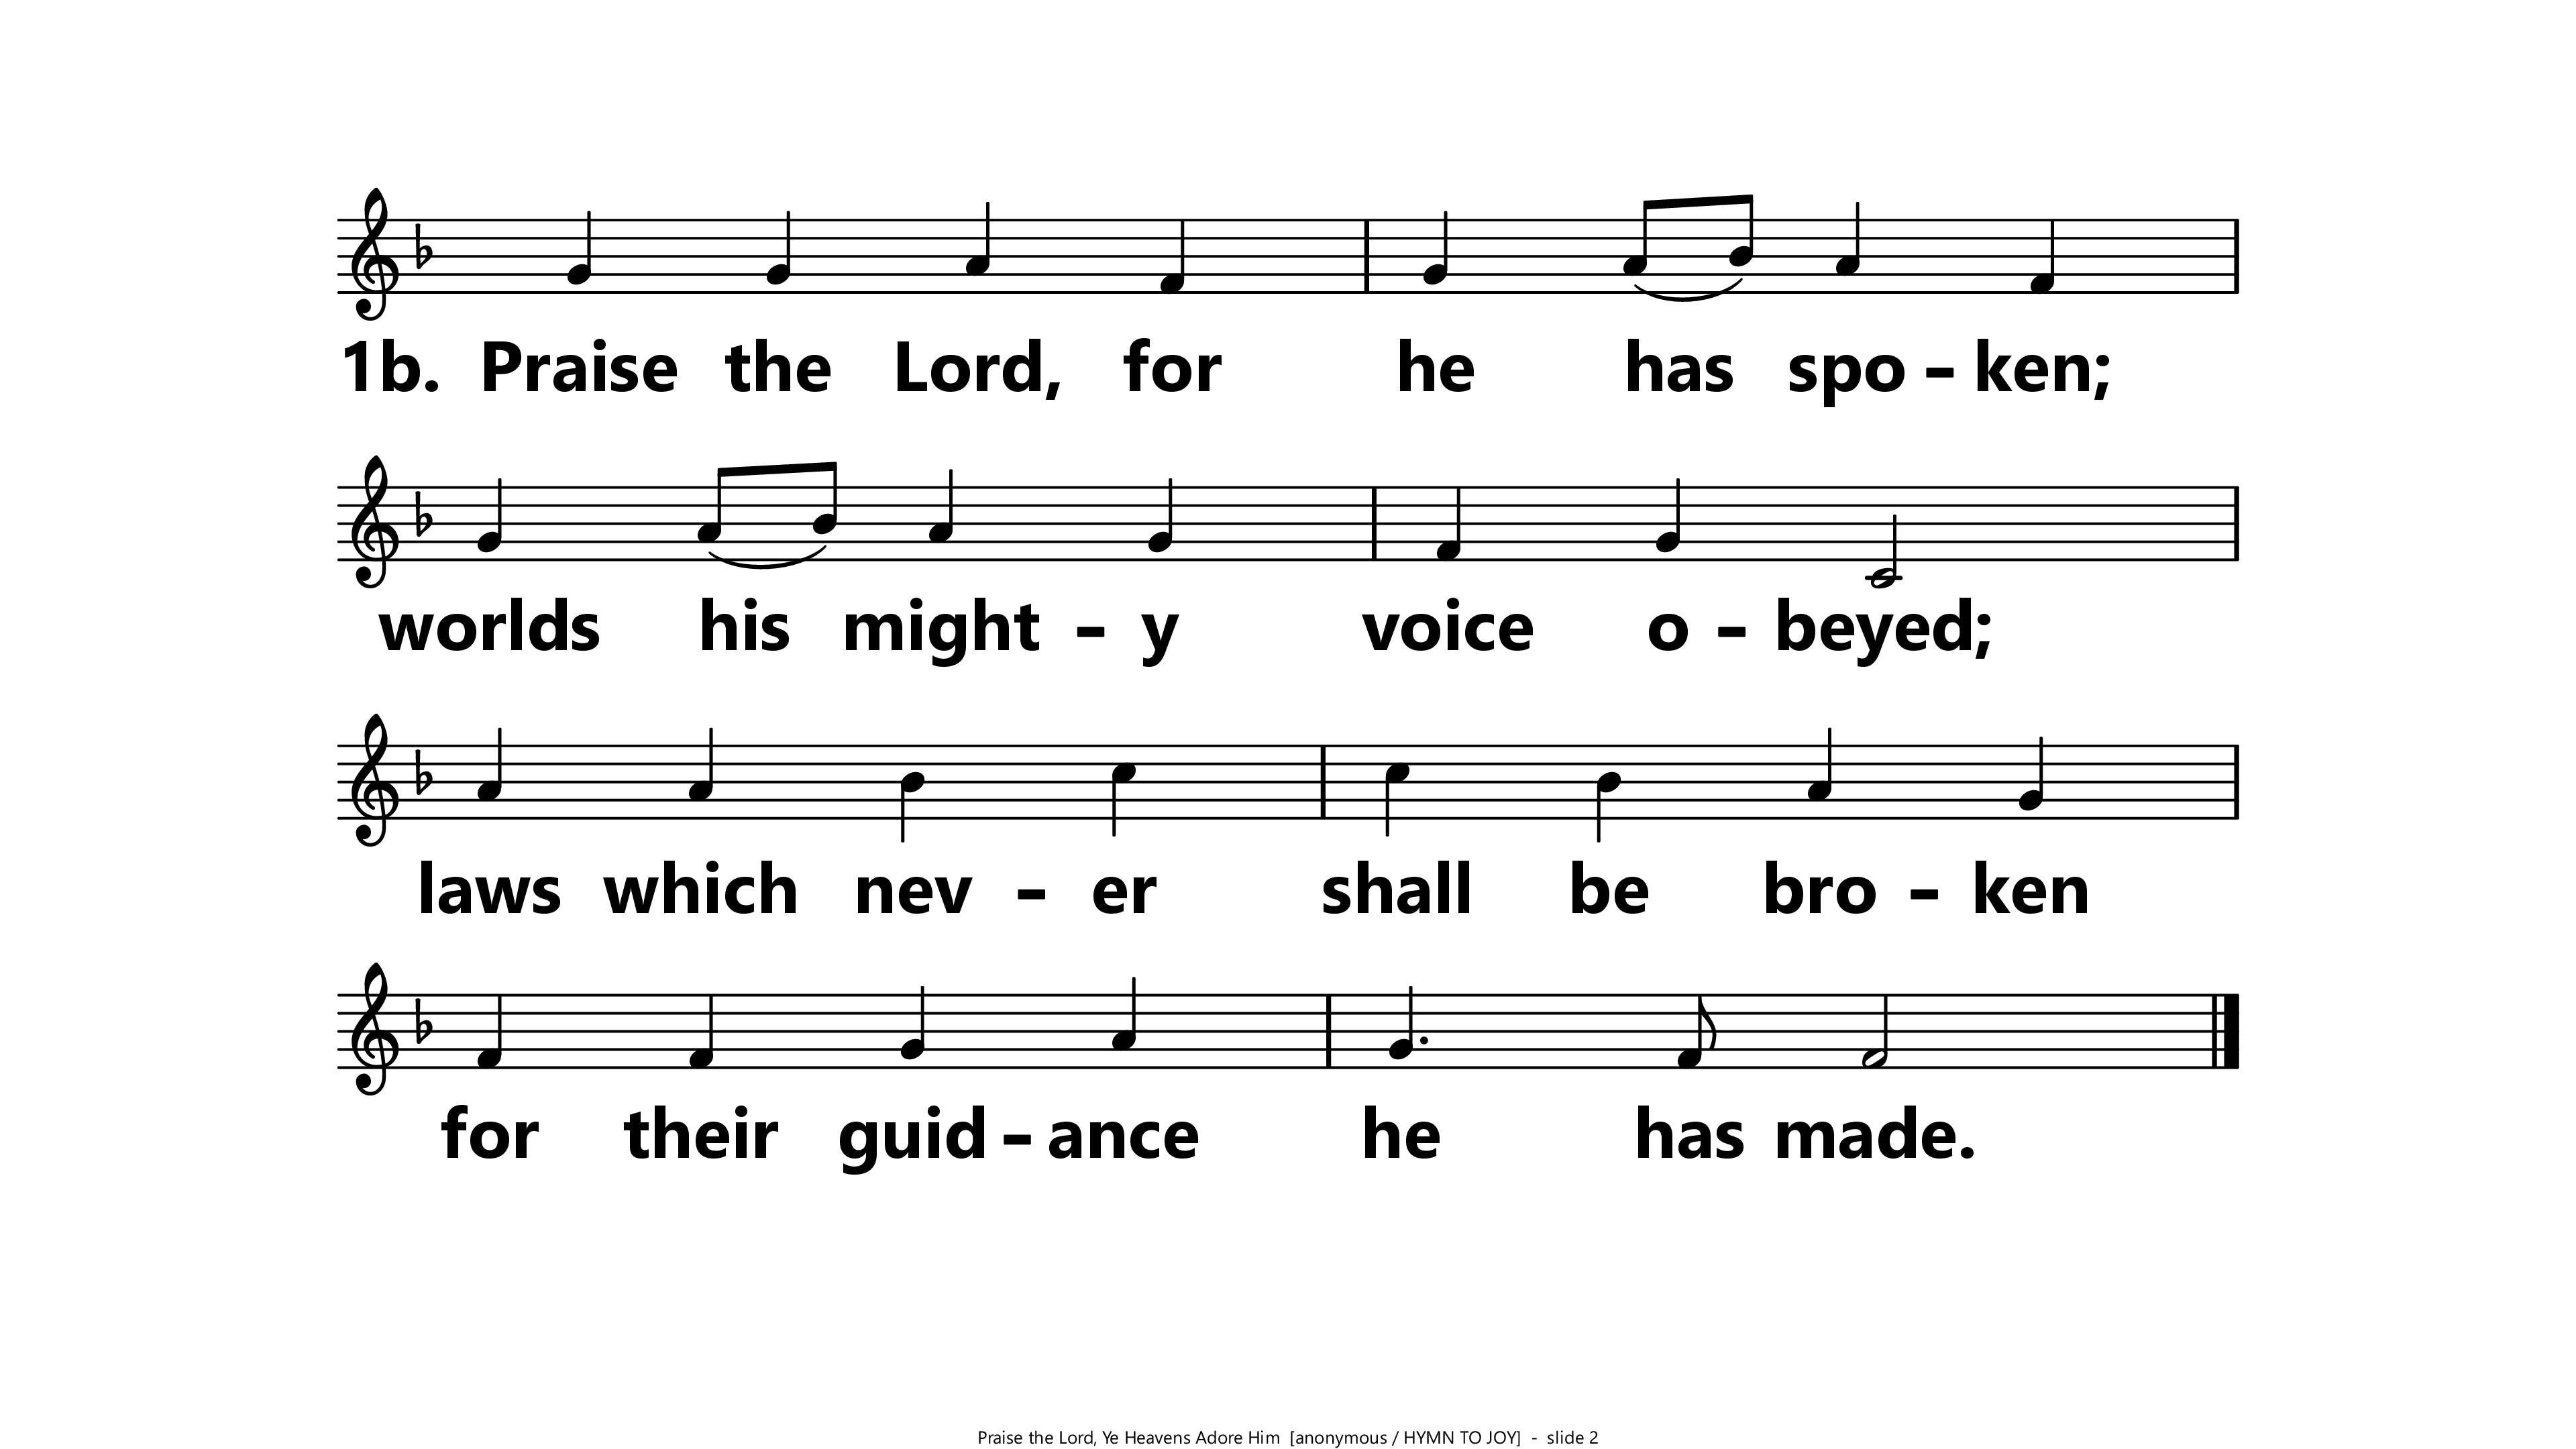 1b. Praise the Lord, for he has spo - ken;
worlds his might - y voice o - beyed;
laws which nev - er shall be bro - ken
for their guid - ance he has made.
Praise the Lord, Ye Heavens Adore Him [anonymous / HYMN TO JOY] - slide 2